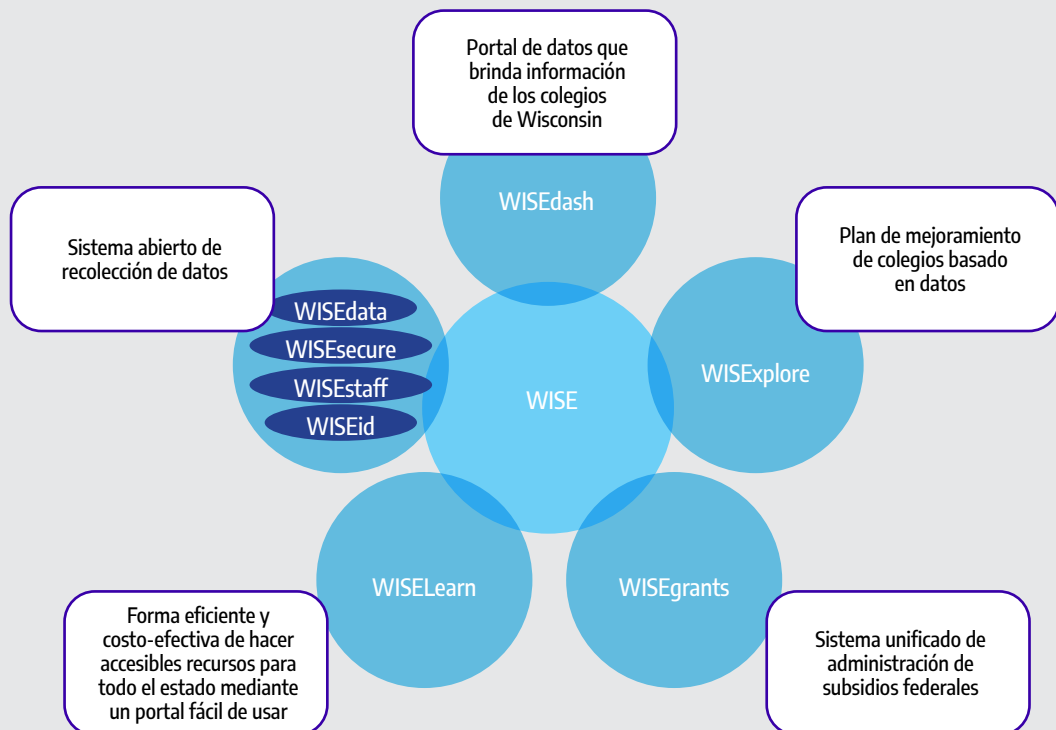 Portal de datos que
brinda información
de los colegios
de Wisconsin
WISEdash
Sistema abierto de
recolección de datos
Plan de mejoramiento
de colegios basado
en datos
WISEdata
WISEsecure
WISEstaff
WISEid
WISE
WISExplore
WISELearn
WISEgrants
Forma eficiente y
costo-efectiva de hacer
accesibles recursos para
todo el estado mediante
un portal fácil de usar
Sistema unificado de
administración de
subsidios federales